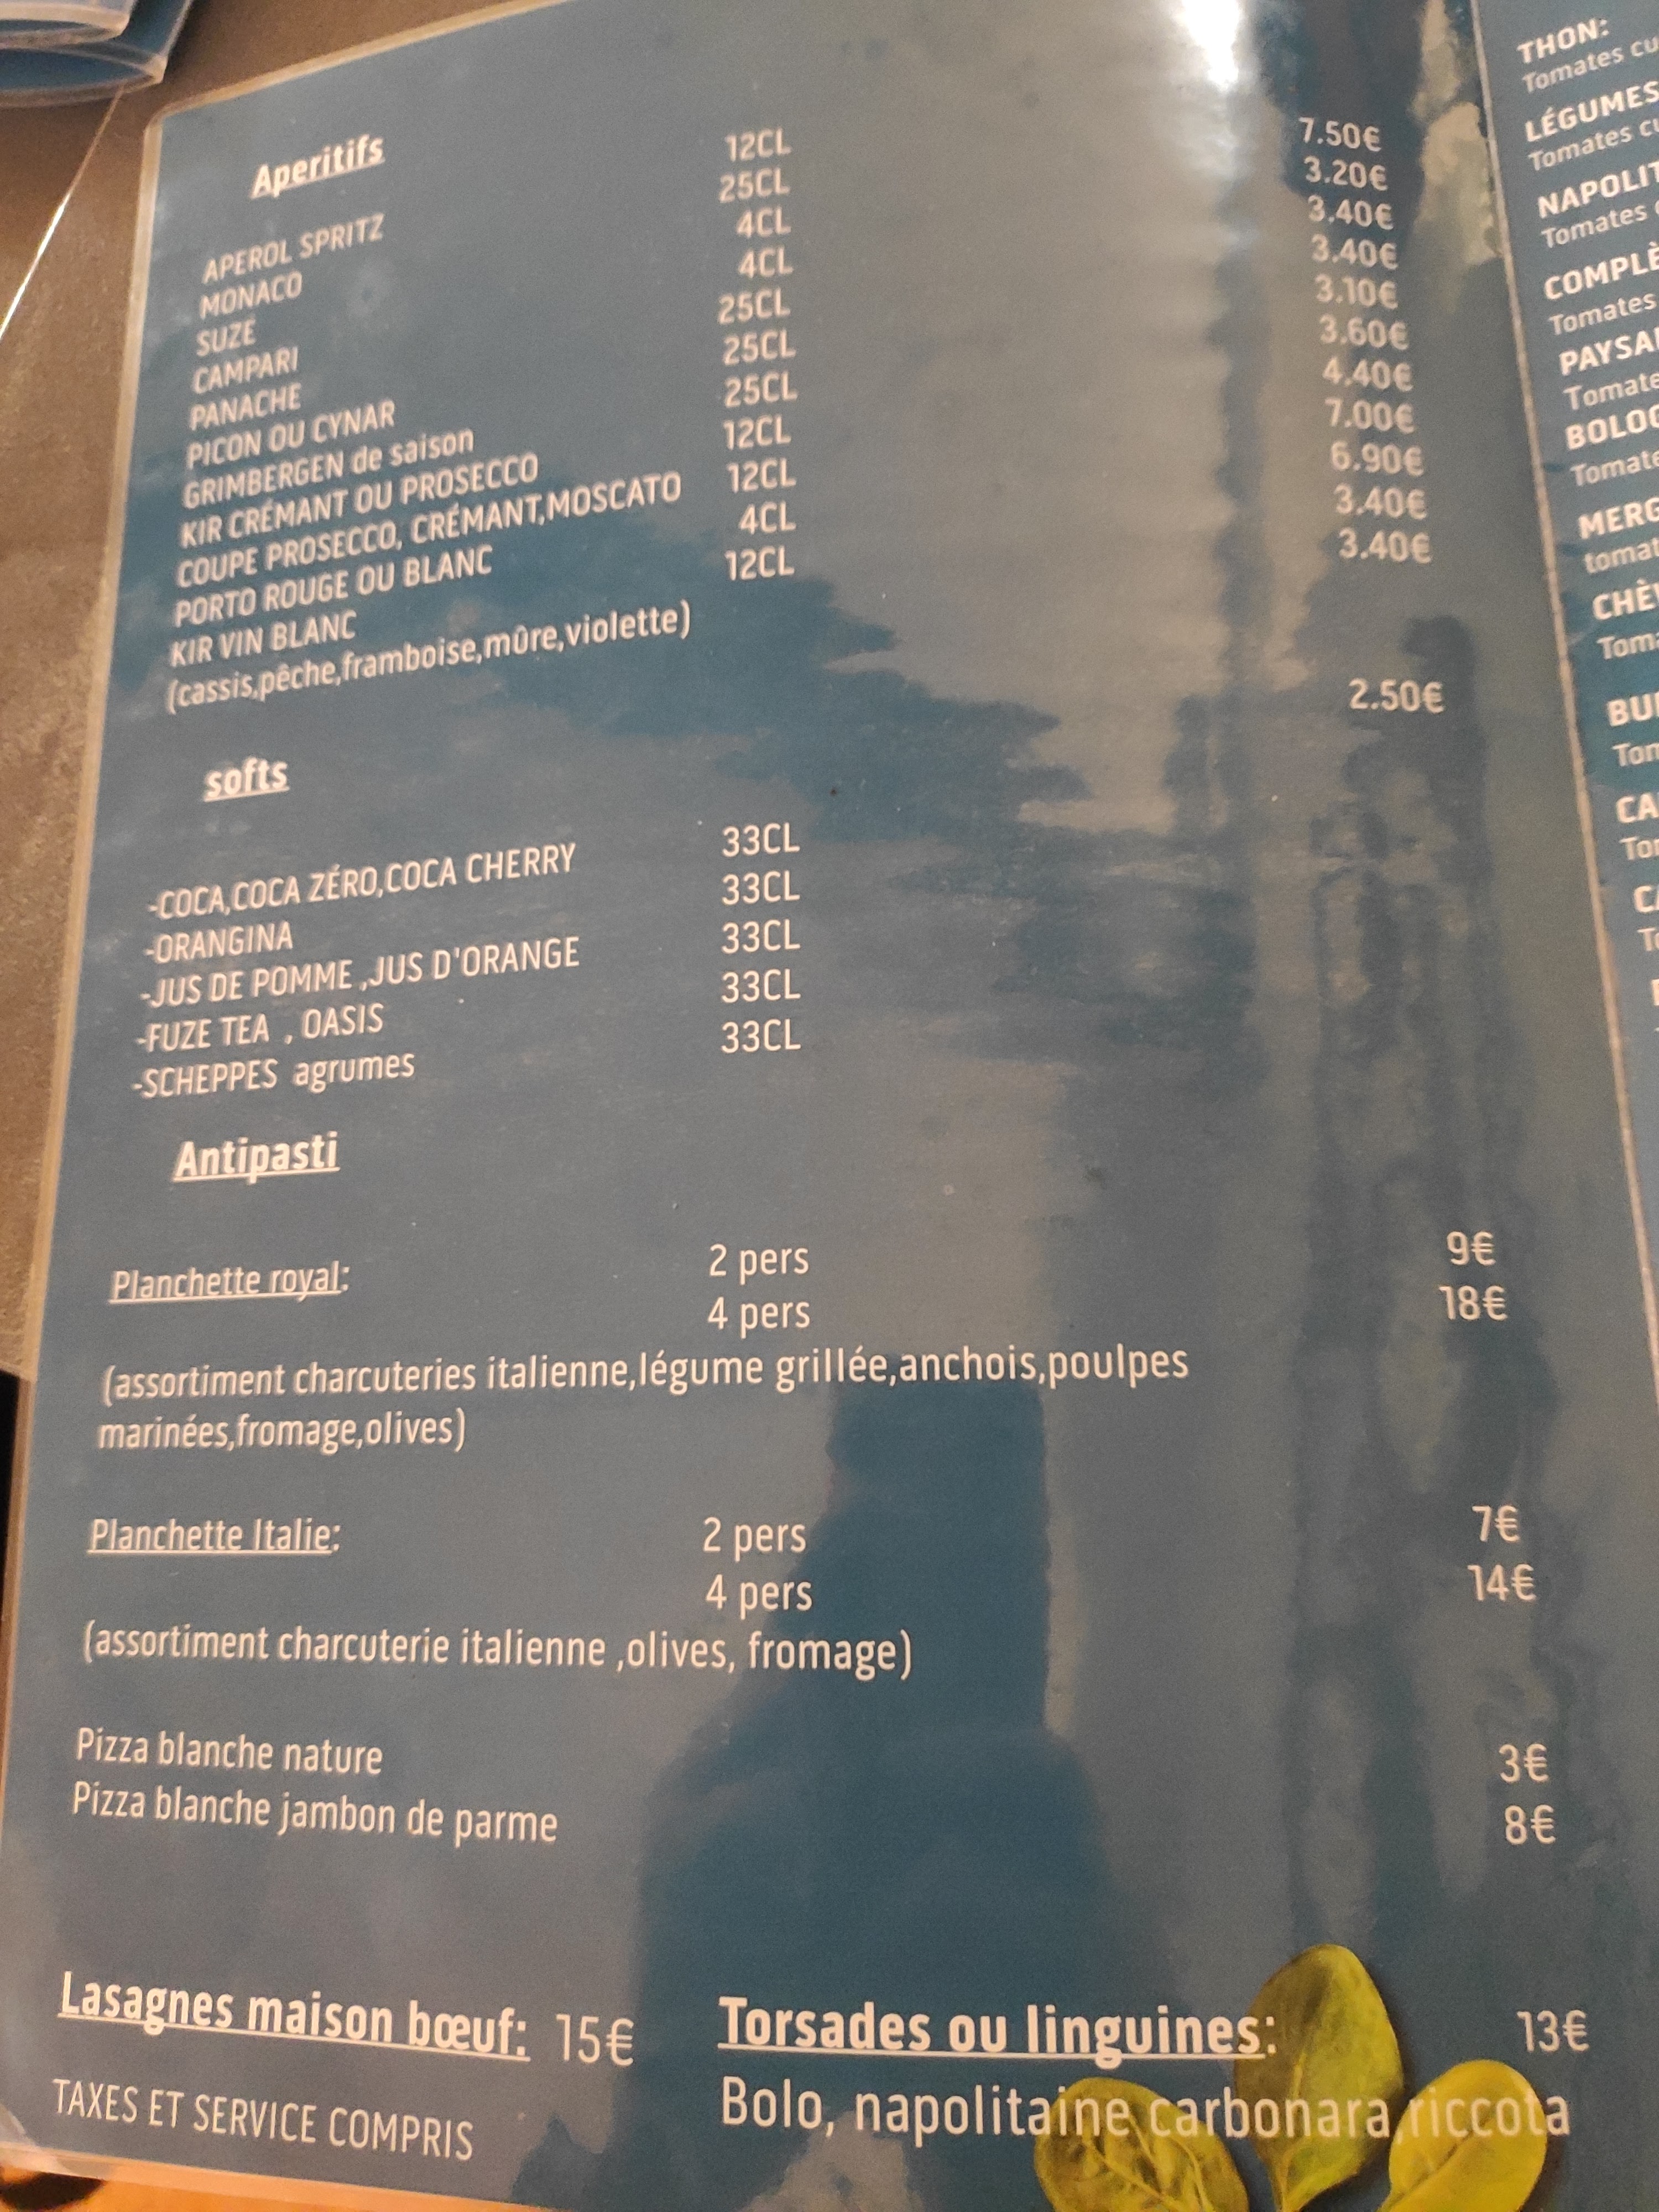 Aperitifs
APEROL SPRITZ 12CL 7.50€
MONACO 25CL 3.20€
SUZE 4CL 3.40€
CAMPARI 4CL 3.40€
PANACHE 25CL 3.10€
PICON OU CYNAR 25CL 3.60€
GRIMBERGEN de saison 25CL 4.40€
KIR CRÉMANT OU PROSECCO 12CL 7.00€
COUPE PROSECCO, CRÉMANT,MOSCATO 12CL 6.90€
PORTO ROUGE OU BLANC 4CL 3.40€
KIR VIN BLANC 12CL 3.40€
(cassis,pêche,framboise,mûre,violette)
softs 2.50€
-COCA,COCA ZÉRO,COCA CHERRY 33CL
-ORANGINA 33CL
-JUS DE POMME ,JUS D'ORANGE 33CL
-FUZE TEA , OASIS 33CL
-SCHEPPES agrumes 33CL
Antipasti
Planchette royal: 2 pers 9€
4 pers 18€
(assortiment charcuteries italienne,légume grillée,anchois,poulpes
marinées,fromage,olives)
Planchette Italie: 2 pers 7€
4 pers 14€
(assortiment charcuterie italienne ,olives, fromage)
Pizza blanche nature 3€
Pizza blanche jambon de parme 8€
Lasagnes maison bœuf: 15€
TAXES ET SERVICE COMPRIS
Torsades ou linguines: 13€
Bolo, napolitaine carbonara,riccota
THON:
Tomates
LÉGUMES
Tomates
Tomates
Tomates